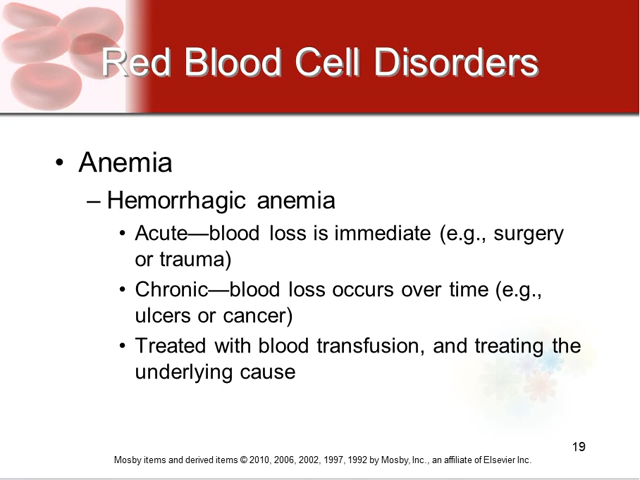 Red Blood Cell Disorders
• Anemia
– Hemorrhagic anemia
• Acute—blood loss is immediate (e.g., surgery
or trauma)
• Chronic—blood loss occurs over time (e.g.,
ulcers or cancer)
• Treated with blood transfusion, and treating the
underlying cause
19
Mosby items and derived items © 2010, 2006, 2002, 1997, 1992 by Mosby, Inc., an affiliate of Elsevier Inc.